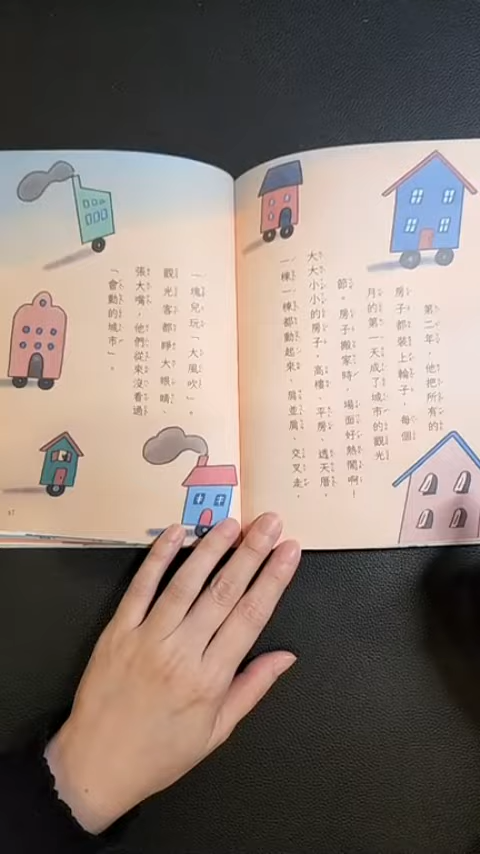 第二年，他把所有的
房子都裝上輪子，每個
月的第一天成了城市的觀光
節。房子搬家時，場面好熱鬧啊！
大大小小的房子，高樓、平房、透天厝，
一棟一棟都動起來，肩並肩，交叉走，
一塊兒玩「大風吹」。
觀光客都睜大眼睛、
張大嘴，他們從來沒看過
「會動的城市」。